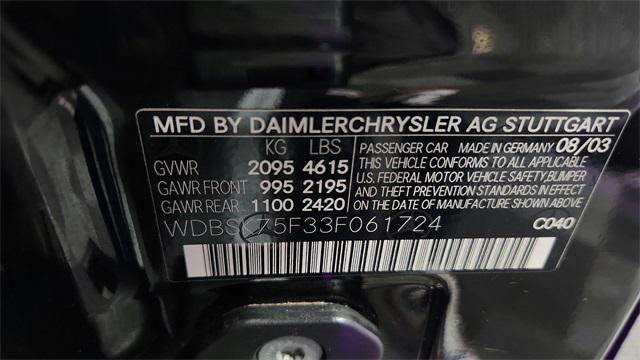 MFD BY DAIMLERCHRYSLER AG STUTTGART
KG LBS
GVWR 2095 4615
GAWR FRONT 995 2195
GAWR REAR 1100 2420
PASSENGER CAR MADE IN GERMANY 08/03
THIS VEHICLE CONFORMS TO ALL APPLICABLE
U.S. FEDERAL MOTOR VEHICLE SAFETY, BUMPER
AND THEFT PREVENTION STANDARDS IN EFFECT
ON THE DATE OF MANUFACTURE SHOWN ABOVE
WDBSK75F33F061724
C040